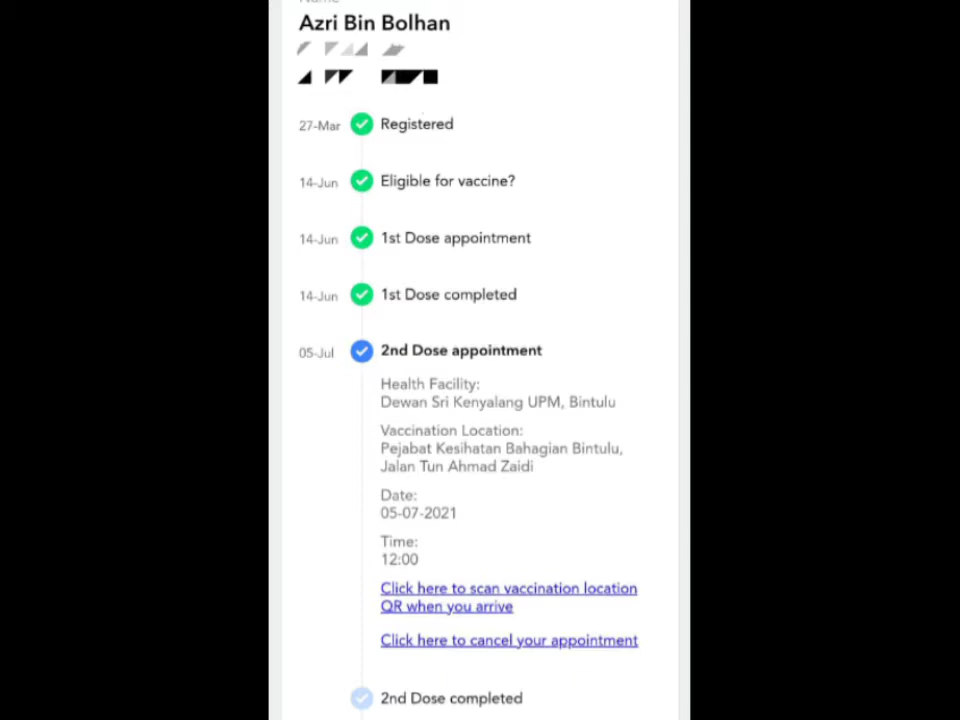 Azri Bin Bolhan
27-Mar Registered
14-Jun Eligible for vaccine?
14-Jun 1st Dose appointment
14-Jun 1st Dose completed
05-Jul 2nd Dose appointment
Health Facility:
Dewan Sri Kenyalang UPM, Bintulu
Vaccination Location:
Pejabat Kesihatan Bahagian Bintulu,
Jalan Tun Ahmad Zaidi
Date:
05-07-2021
Time:
12:00
Click here to scan vaccination location
QR when you arrive
Click here to cancel your appointment
2nd Dose completed